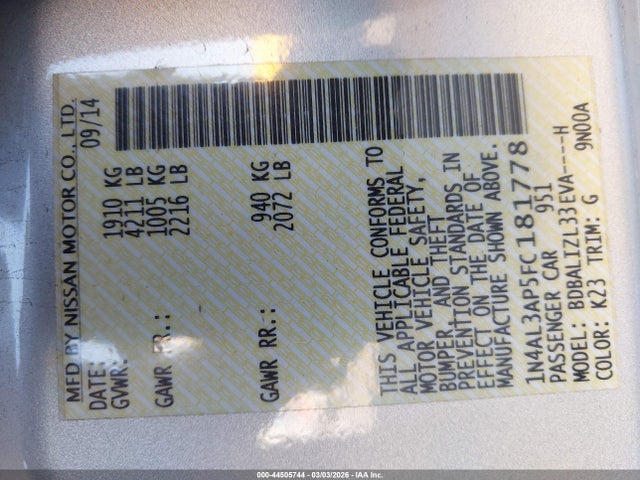 MFD BY NISSAN MOTOR CO., LTD.
DATE: 09/14
GVWR: 1910 KG
4211 LB
GAWR FR.: 1005 KG
2216 LB
GAWR RR.: 940 KG
2072 LB
THIS VEHICLE CONFORMS TO
ALL APPLICABLE FEDERAL
MOTOR VEHICLE SAFETY,
BUMPER, AND THEFT
PREVENTION STANDARDS IN
EFFECT ON THE DATE OF
MANUFACTURE SHOWN ABOVE.
1N4AL3AP5FC181778
PASSENGER CAR 951
MODEL: BDBALIZL33EVA----H
COLOR: K23 TRIM: G 9N00A
000-44505744 - 03/03/2026 - IAA Inc.